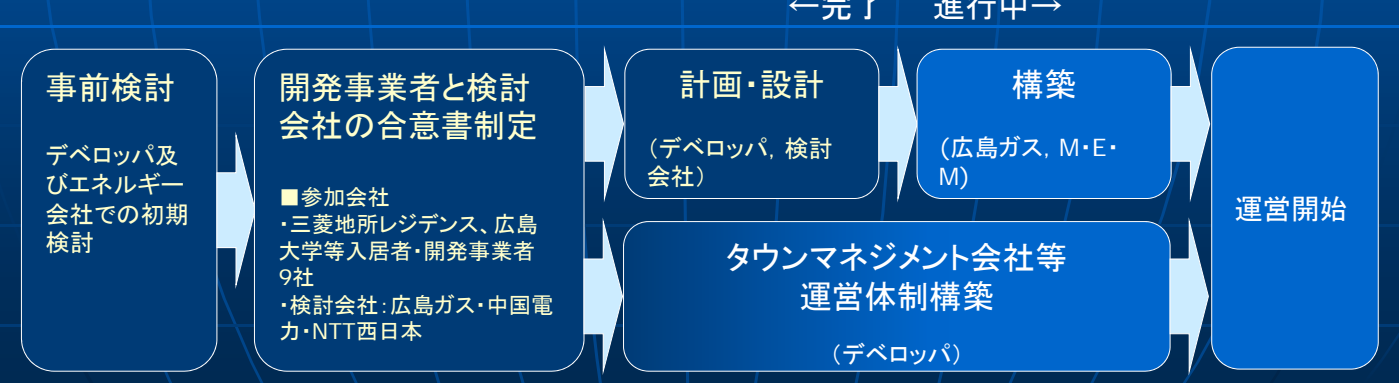 ←完了　進行中→
事前検討
デベロッパ及
びエネルギー
会社での初期
検討
開発事業者と検討
会社の合意書制定
■参加会社
・三菱地所レジデンス、広島
大学等入居者・開発事業者
9社
・検討会社：広島ガス・中国電
力・NTT西日本
計画・設計
（デベロッパ，検討
会社）
構築
(広島ガス，M・E・
M)
タウンマネジメント会社等
運営体制構築
（デベロッパ）
運営開始